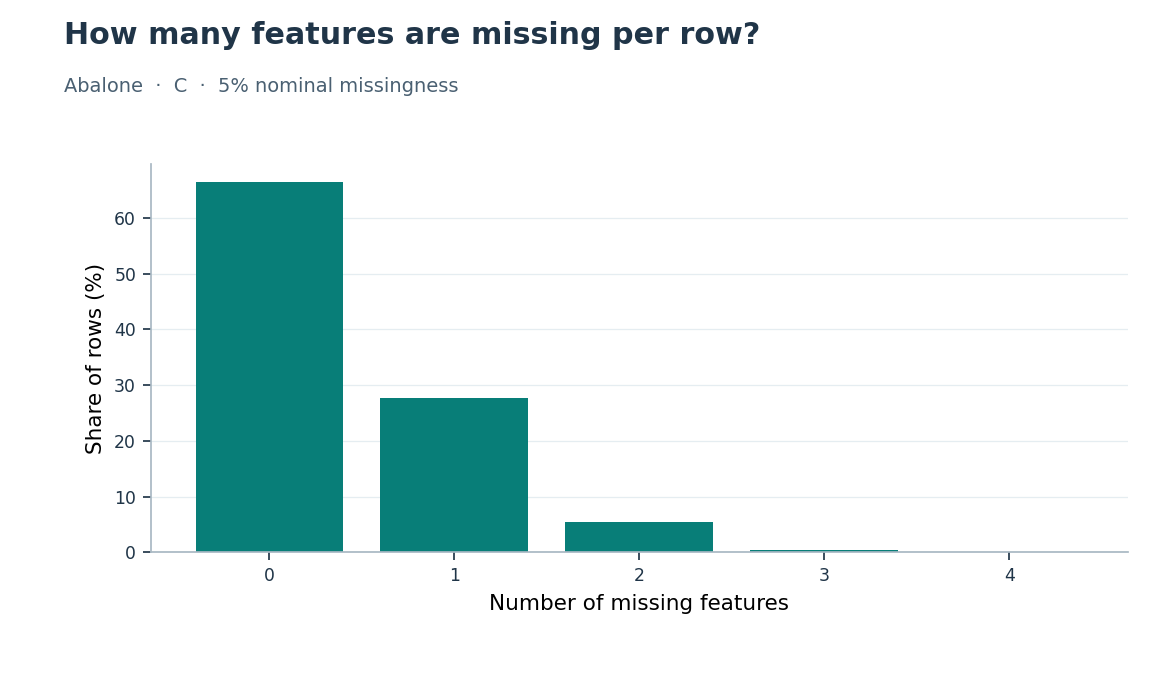 How many features are missing per row?
Abalone · C · 5% nominal missingness
60
50
40
30
20
10
0
Share of rows (%)
0 1 2 3 4
Number of missing features